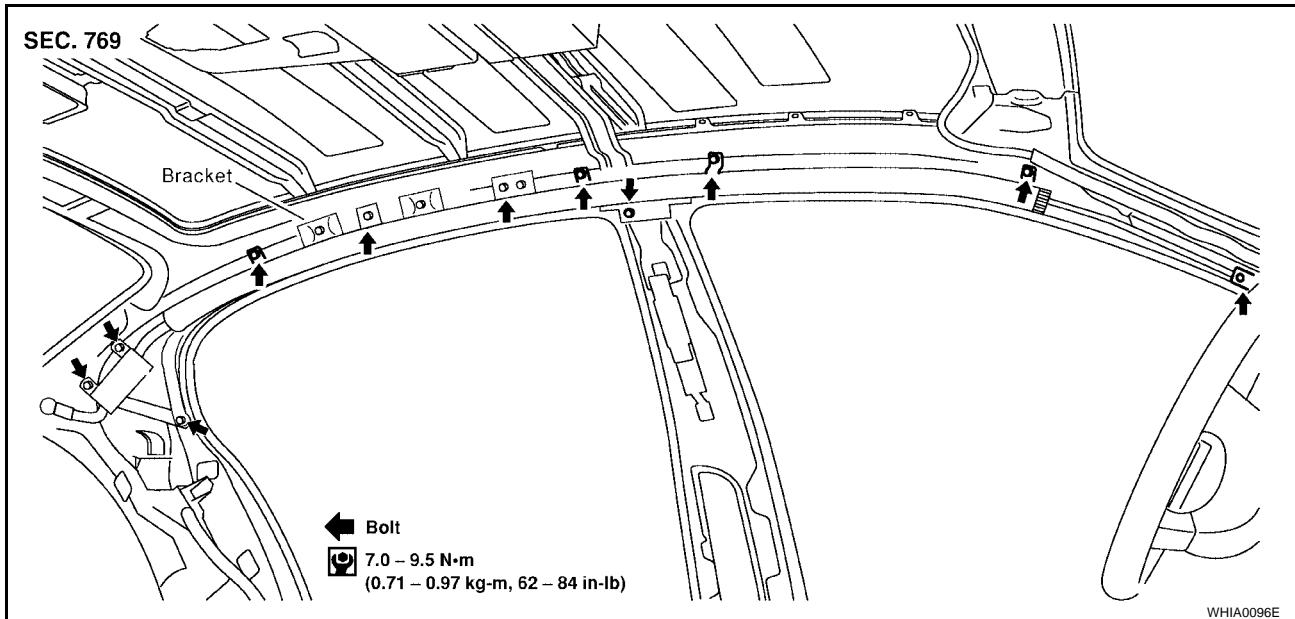 SEC. 769
Bracket
Bolt
7.0 – 9.5 N•m
(0.71 – 0.97 kg-m, 62 – 84 in-lb)
WHIA0096E